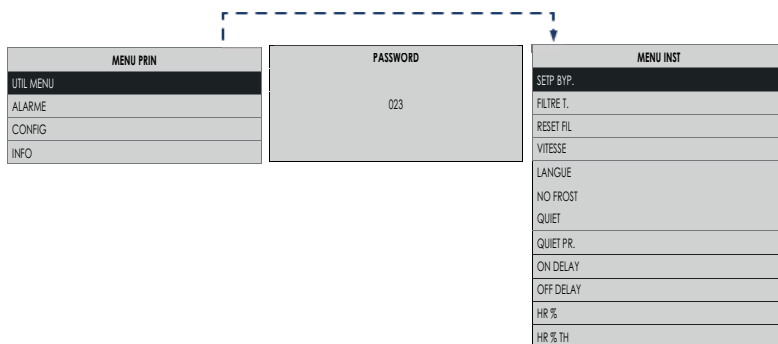 MENU PRIN
UTIL MENU
ALARME
CONFIG
INFO
PASSWORD
023
MENU INST
SETP BYP.
FILTRE T.
RESET FIL
VITESSE
LANGUE
NO FROST
QUIET
QUIET PR.
ON DELAY
OFF DELAY
HR %
HR % TH